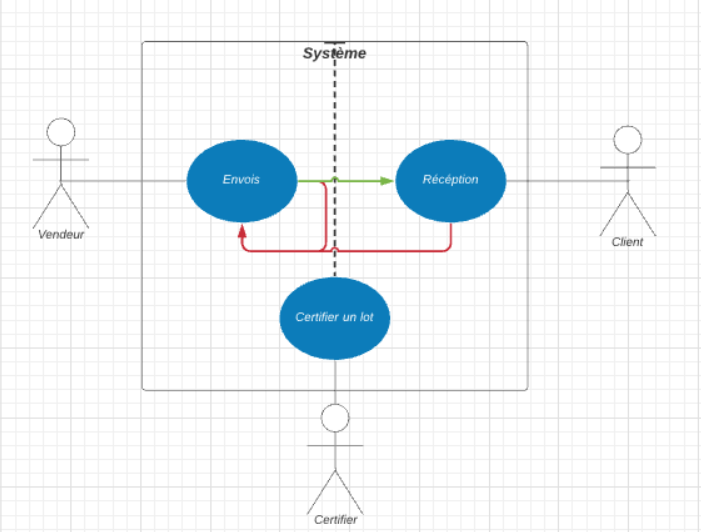 Système
Envois
Récéption
Vendeur
Client
Certifier un lot
Certifier